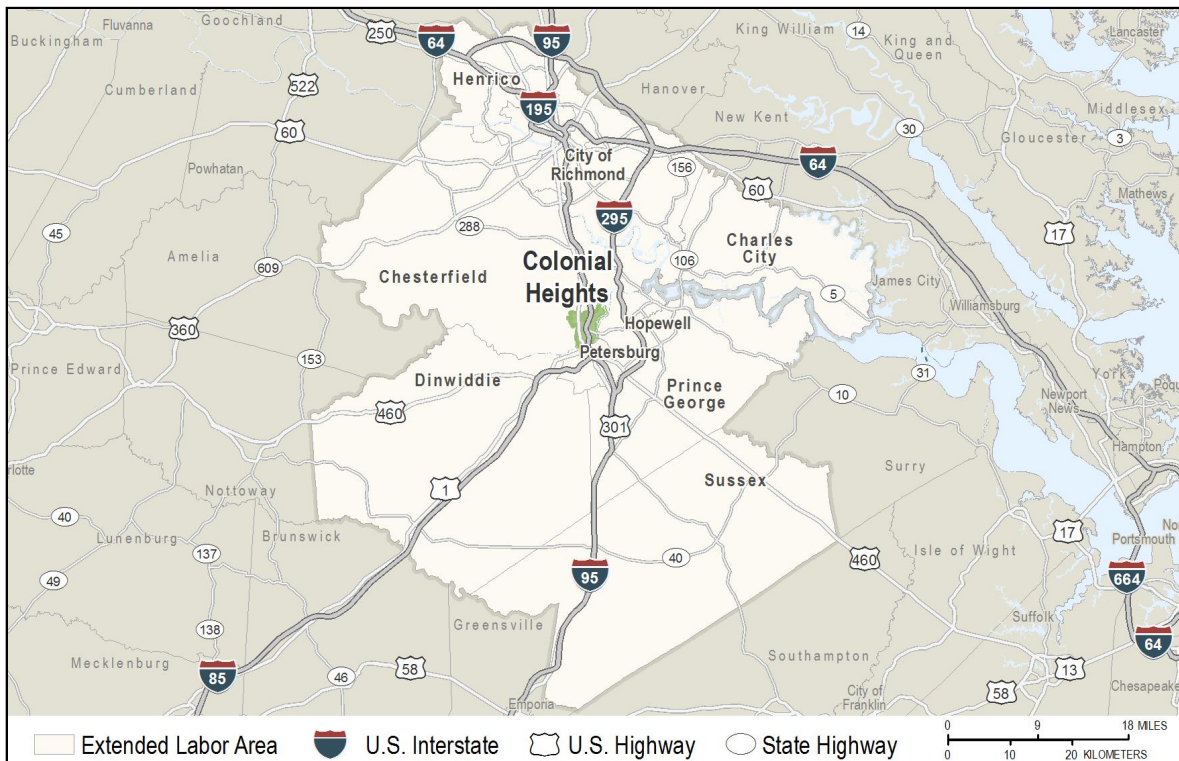 Fluvanna
Goochland
Buckingham
250
64
95
King William
14
King and
Queen
Lancaster
Henrico
Hanover
522
Cumberland
195
Middlesex
60
New Kent
30
Gloucester
3
Powhatan
City of
Richmond
156
64
60
Mathews
295
17
45
288
Charles
City
Amelia
609
Chesterfield
Colonial
Heights
106
5
James City
Williamsburg
360
Hopewell
153
Petersburg
Prince Edward
Dinwiddie
Prince
George
31
York
10
Newport
News
460
301
Hampton
Surry
Sussex
1
Nottoway
40
Lunenburg
137
Brunswick
40
460
17
Isle of Wight
Portsmouth
49
95
664
Greensville
Suffolk
138
64
Mecklenburg
85
46
58
Southampton
13
Emporia
City of
Franklin
58
Chesapeake
Extended Labor Area
U.S. Interstate
U.S. Highway
State Highway
0 9 18 MILES
0 10 20 KILOMETERS